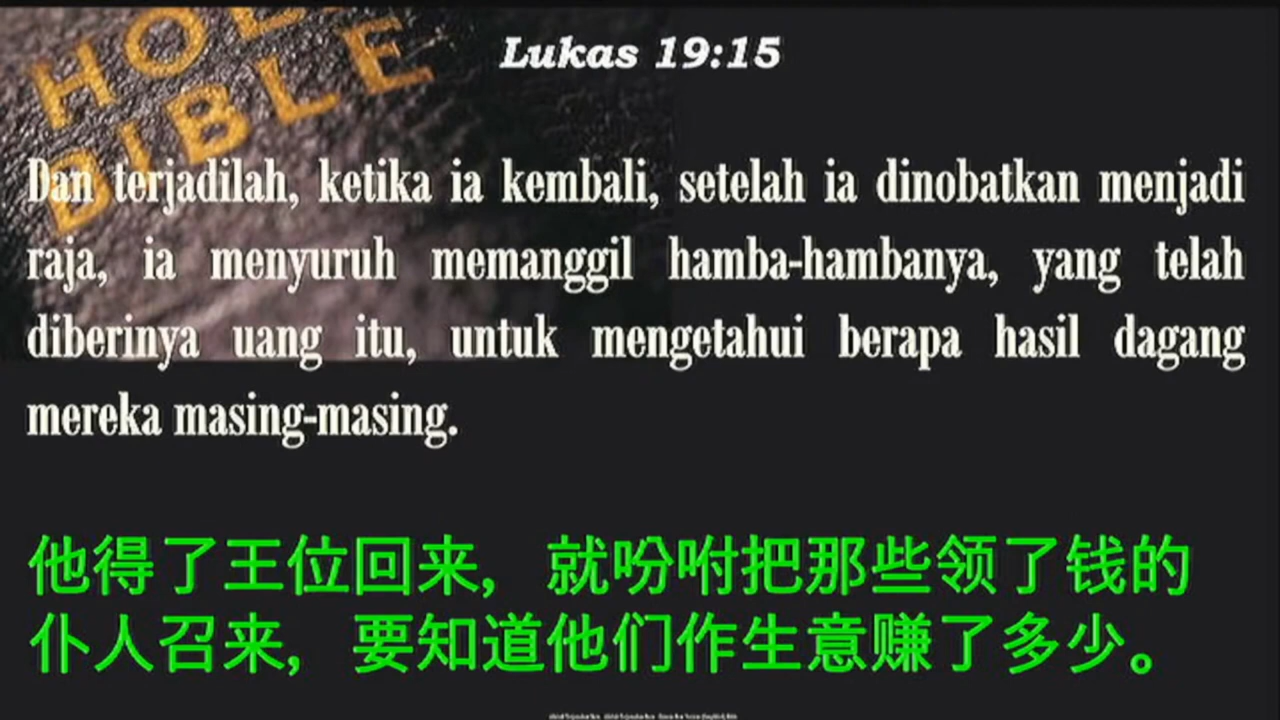 HOLY
BIBLE
Lukas 19:15
Dan terjadilah, ketika ia kembali, setelah ia dinobatkan menjadi
raja, ia menyuruh memanggil hamba-hambanya, yang telah
diberinya uang itu, untuk mengetahui berapa hasil dagang
mereka masing-masing.
他得了王位回来，就吩咐把那些领了钱的
仆人召来，要知道他们作生意赚了多少。